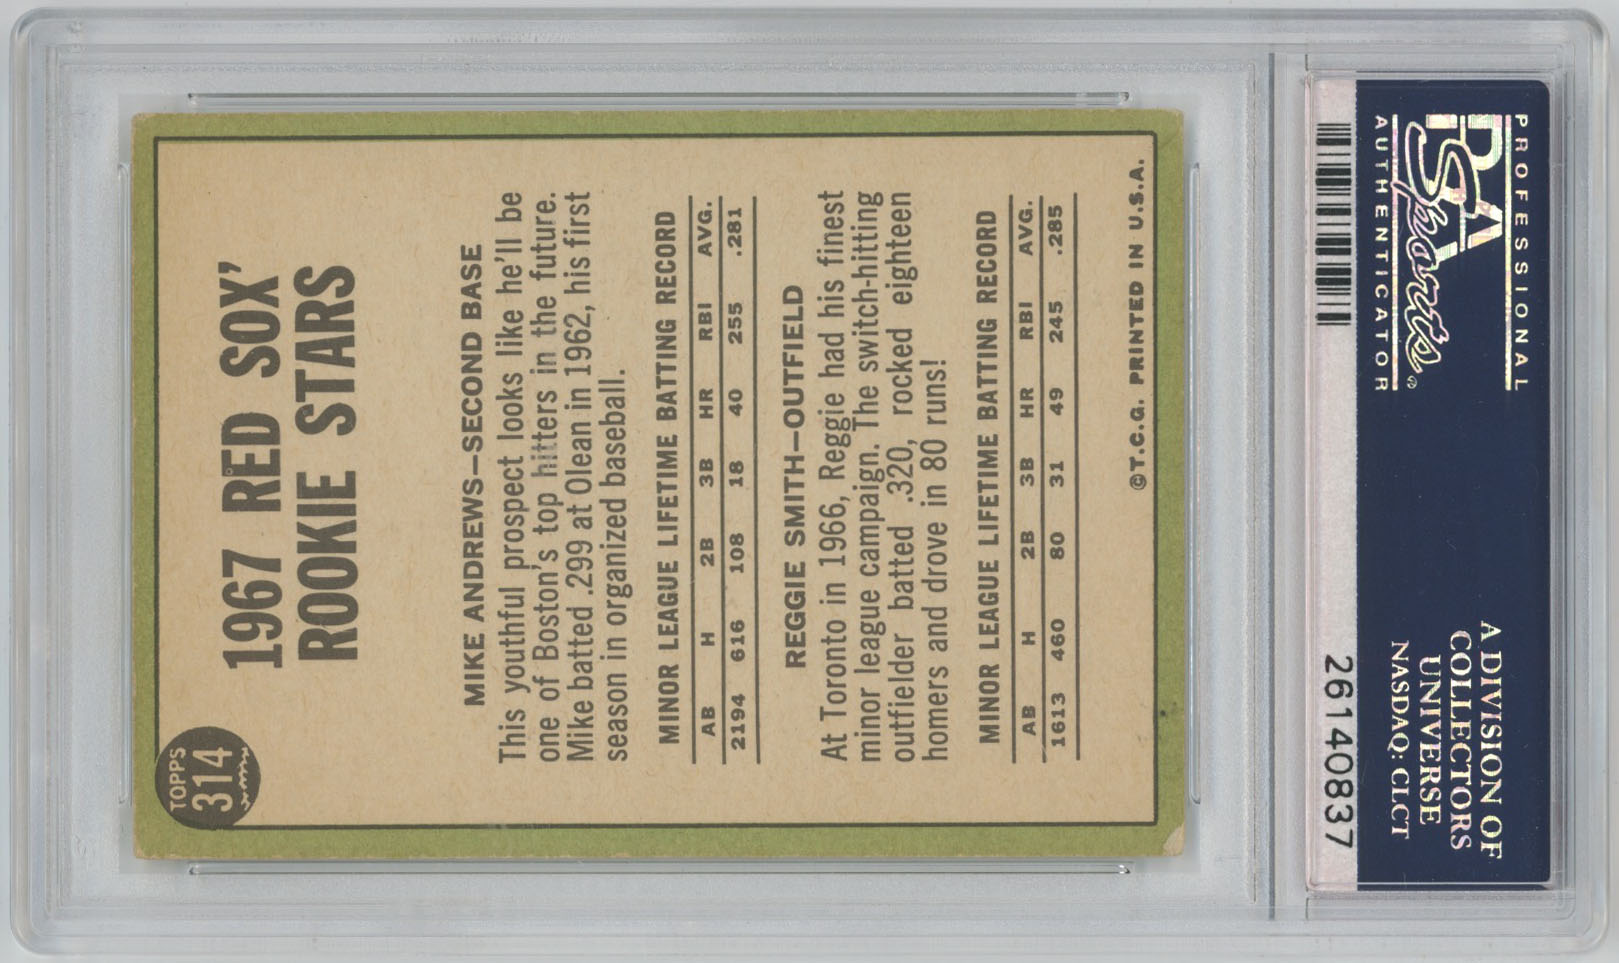 TOPPS
314
1967 RED SOX'
ROOKIE STARS
MIKE ANDREWS—SECOND BASE
This youthful prospect looks like he'll be
one of Boston's top hitters in the future.
Mike batted .299 at Olean in 1962, his first
season in organized baseball.
MINOR LEAGUE LIFETIME BATTING RECORD
AB H 2B 3B HR RBI AVG.
2194 616 108 18 40 255 .281
REGGIE SMITH—OUTFIELD
At Toronto in 1966, Reggie had his finest
minor league campaign. The switch-hitting
outfielder batted .320, rocked eighteen
homers and drove in 80 runs!
MINOR LEAGUE LIFETIME BATTING RECORD
AB H 2B 3B HR RBI AVG.
1613 460 80 31 49 245 .285
©T.C.G. PRINTED IN U.S.A.
PROFESSIONAL
PSA
Sports®
AUTHENTICATOR
A DIVISION OF
COLLECTORS
UNIVERSE
NASDAQ: CLCT
26140837